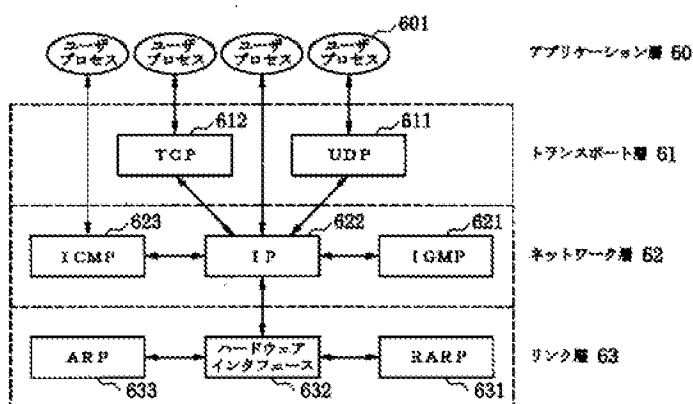 601
ユーザ
プロセス
ユーザ
プロセス
ユーザ
プロセス
ユーザ
プロセス
アプリケーション層 60
612
611
TCP
UDP
トランスポート層 61
623
622
621
ICMP
IP
IGMP
ネットワーク層 62
ARP
ハードウェア
インタフェース
RARP
リンク層 63
633
632
631